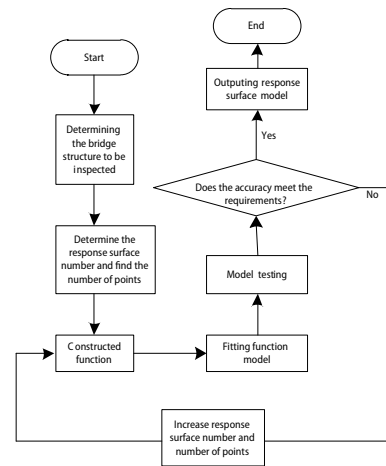 Start
Determining
the bridge
structure to be
inspected
Determine the
response surface
number and find the
number of points
C onstructed
function
Fitting function
model
Model testing
Does the accuracy meet the
requirements?
Yes
No
Outputing response
surface model
End
Increase response
surface number and
number of points